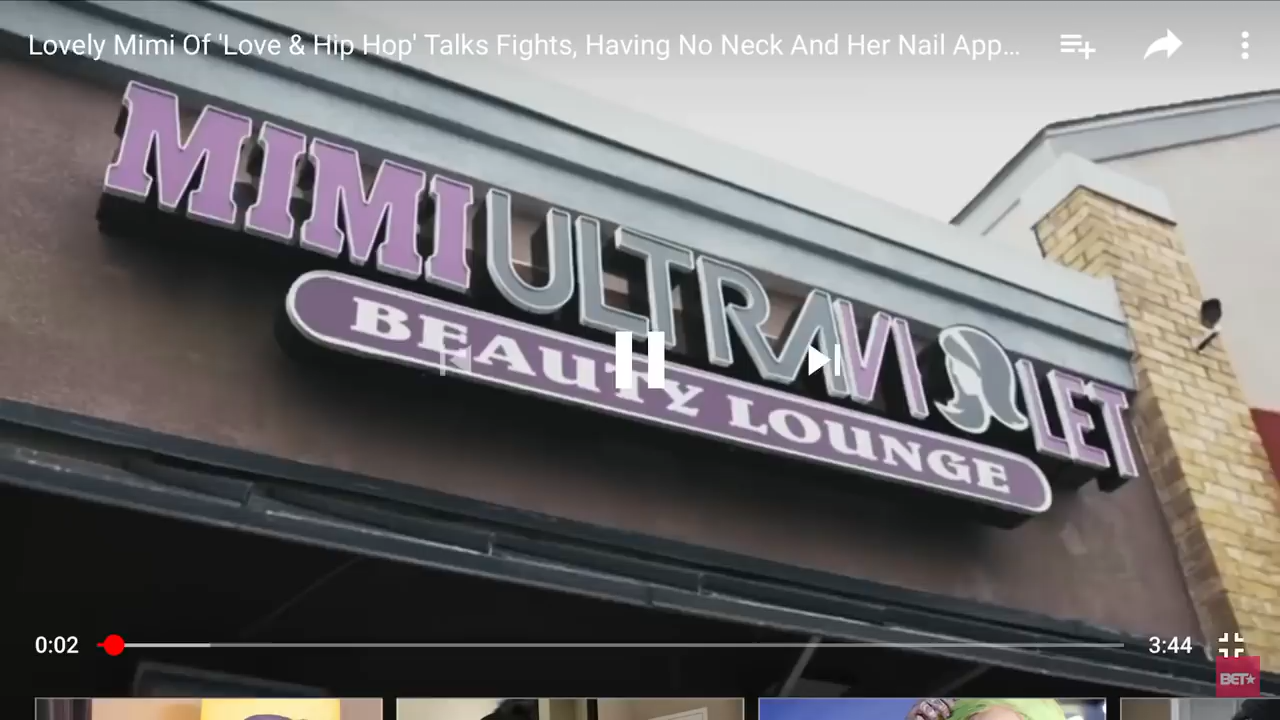 Lovely Mimi Of 'Love & Hip Hop' Talks Fights, Having No Neck And Her Nail App...
MIMI ULTRAVIOLET
BEAUTY LOUNGE
0:02
3:44
BET★